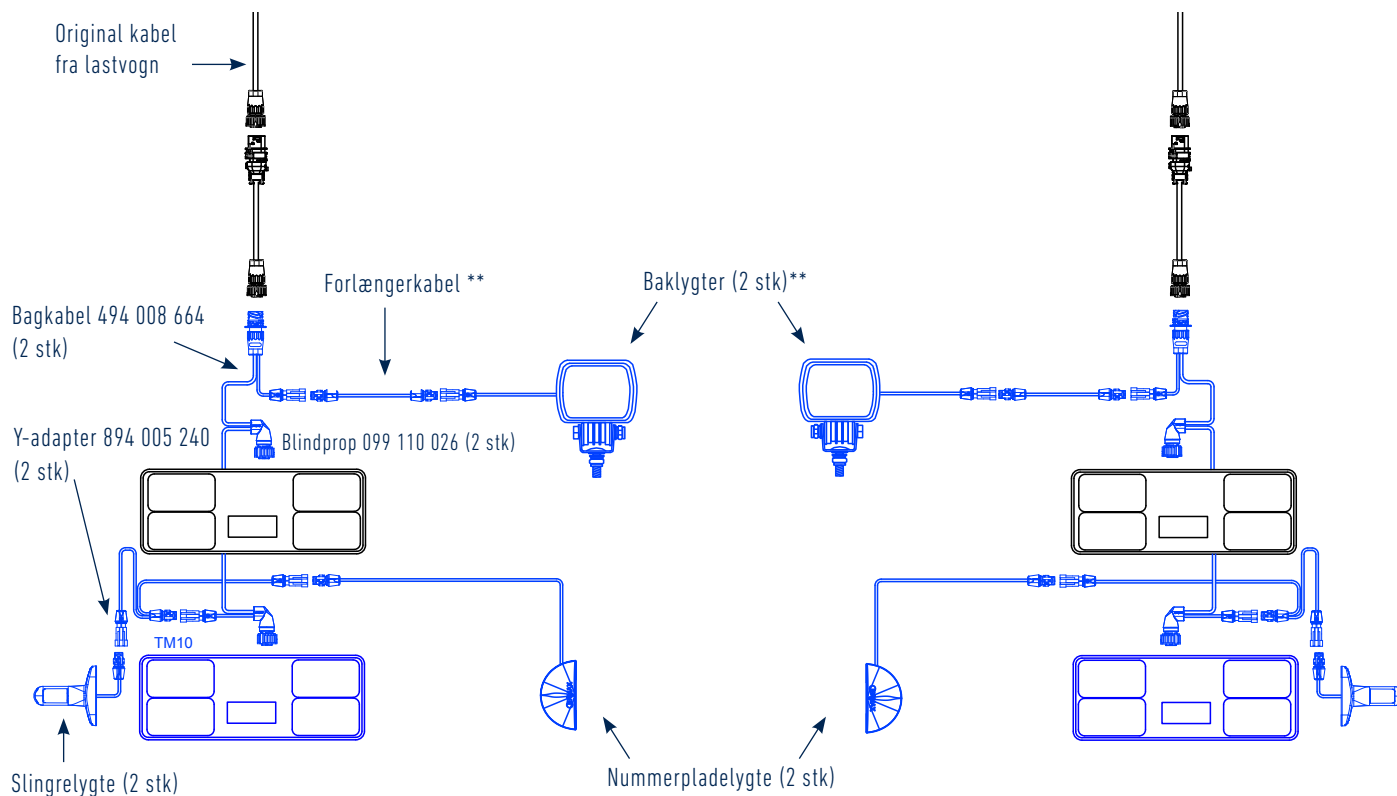 Original kabel
fra lastvogn
Forlængerkabel **
Baklygter (2 stk)**
Bagkabel 494 008 664
(2 stk)
Y-adapter 894 005 240
(2 stk)
Blindprop 099 110 026 (2 stk)
TM10
Slingrelygte (2 stk)
Nummerpladelygte (2 stk)